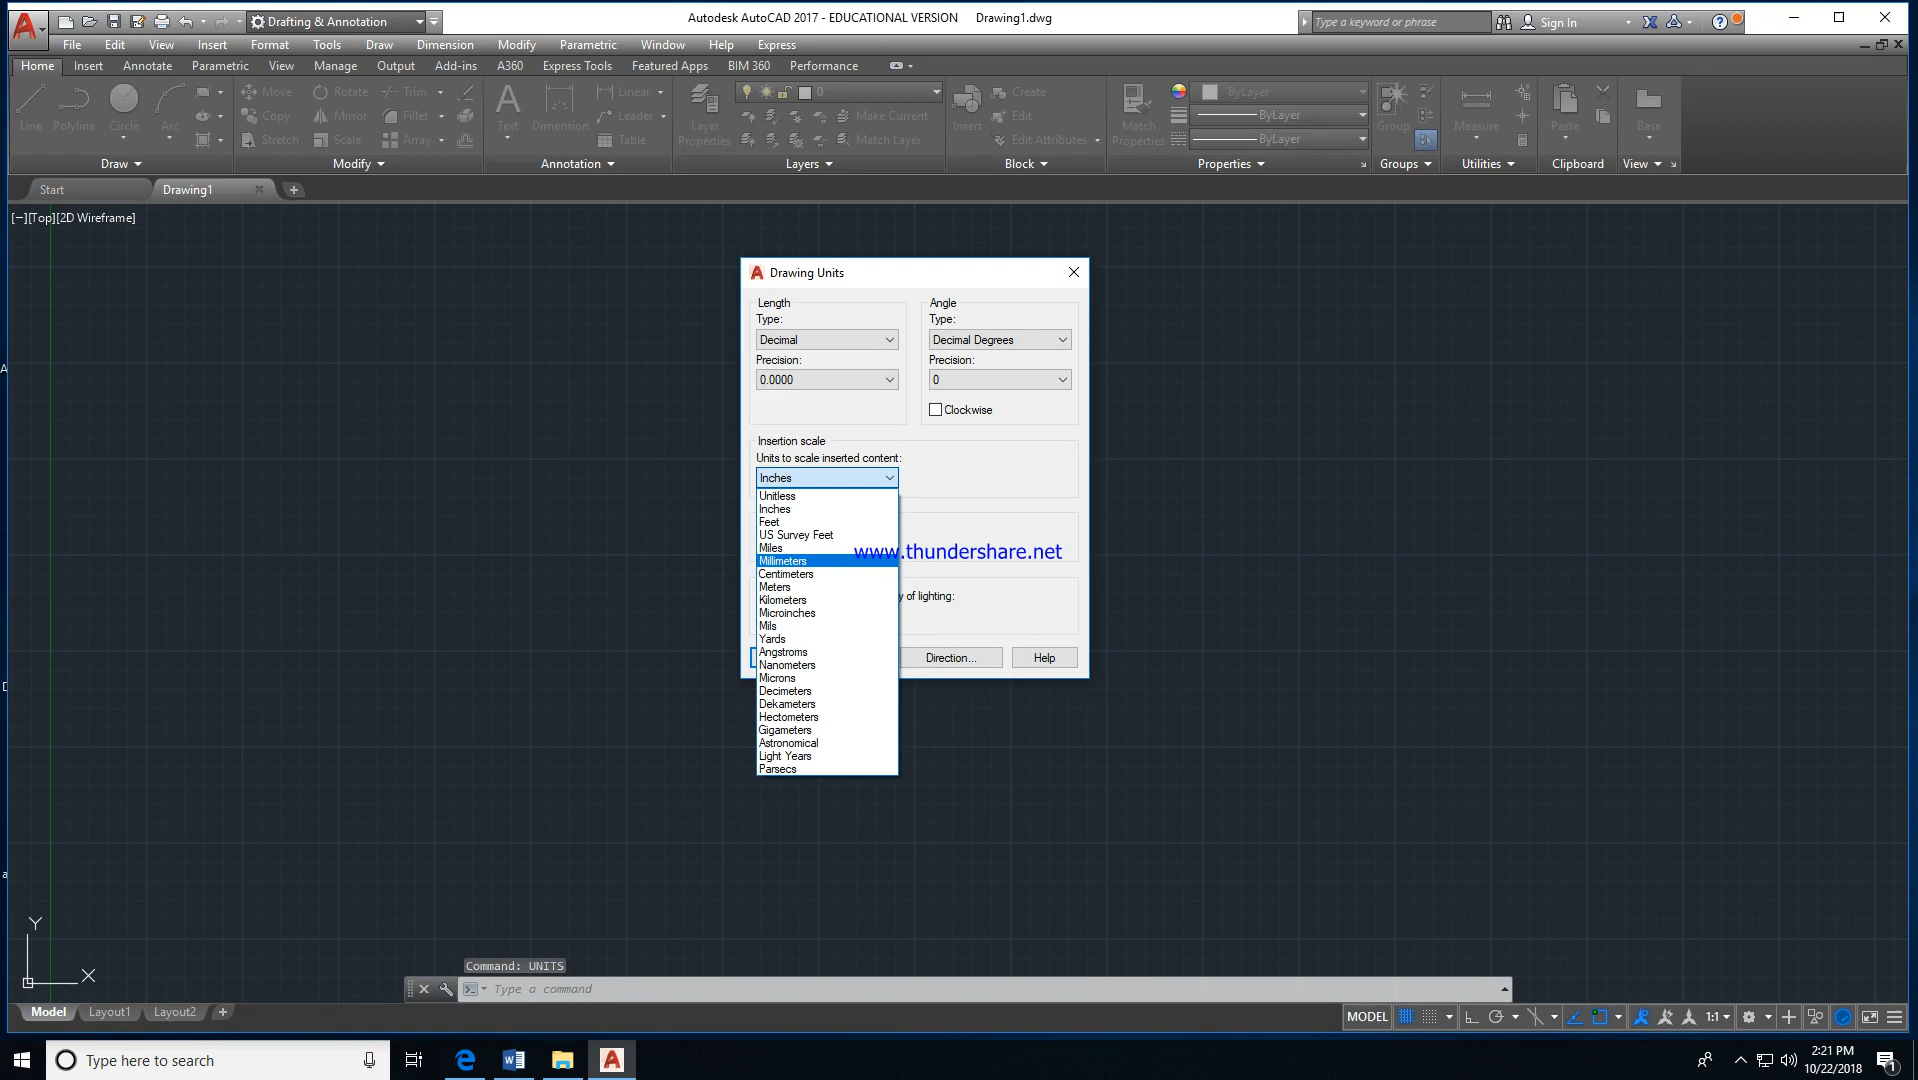 Drafting & Annotation
Autodesk AutoCAD 2017 - EDUCATIONAL VERSION Drawing1.dwg
Type a keyword or phrase
Sign In
File Edit View Insert Format Tools Draw Dimension Modify Parametric Window Help Express
Home Insert Annotate Parametric View Manage Output Add-ins A360 Express Tools Featured Apps BIM 360 Performance
Line Polyline Circle Arc
Move Rotate Trim
Copy Mirror Fillet
Stretch Scale Array
Text Dimension
Linear
Leader
Table
Layer
Properties
0
Make Current
Match Layer
Insert
Create
Edit
Edit Attributes
Match
Properties
ByLayer
ByLayer
ByLayer
Group
Measure
Paste
Base
Draw Modify Annotation Layers Block Properties Groups Utilities Clipboard View
Start Drawing1
[−][Top][2D Wireframe]
Drawing Units
Length
Type:
Decimal
Precision:
0.0000
Angle
Type:
Decimal Degrees
Precision:
0
Clockwise
Insertion scale
Units to scale inserted content:
Inches
Unitless
Inches
Feet
US Survey Feet
Miles
Millimeters
Centimeters
Meters
Kilometers
Microinches
Mils
Yards
Angstroms
Nanometers
Microns
Decimeters
Dekameters
Hectometers
Gigameters
Astronomical
Light Years
Parsecs
www.thundershare.net
y of lighting:
Direction... Help
Y
X
Command: UNITS
Type a command
Model Layout1 Layout2
MODEL 1:1
Type here to search
2:21 PM
10/22/2018
1